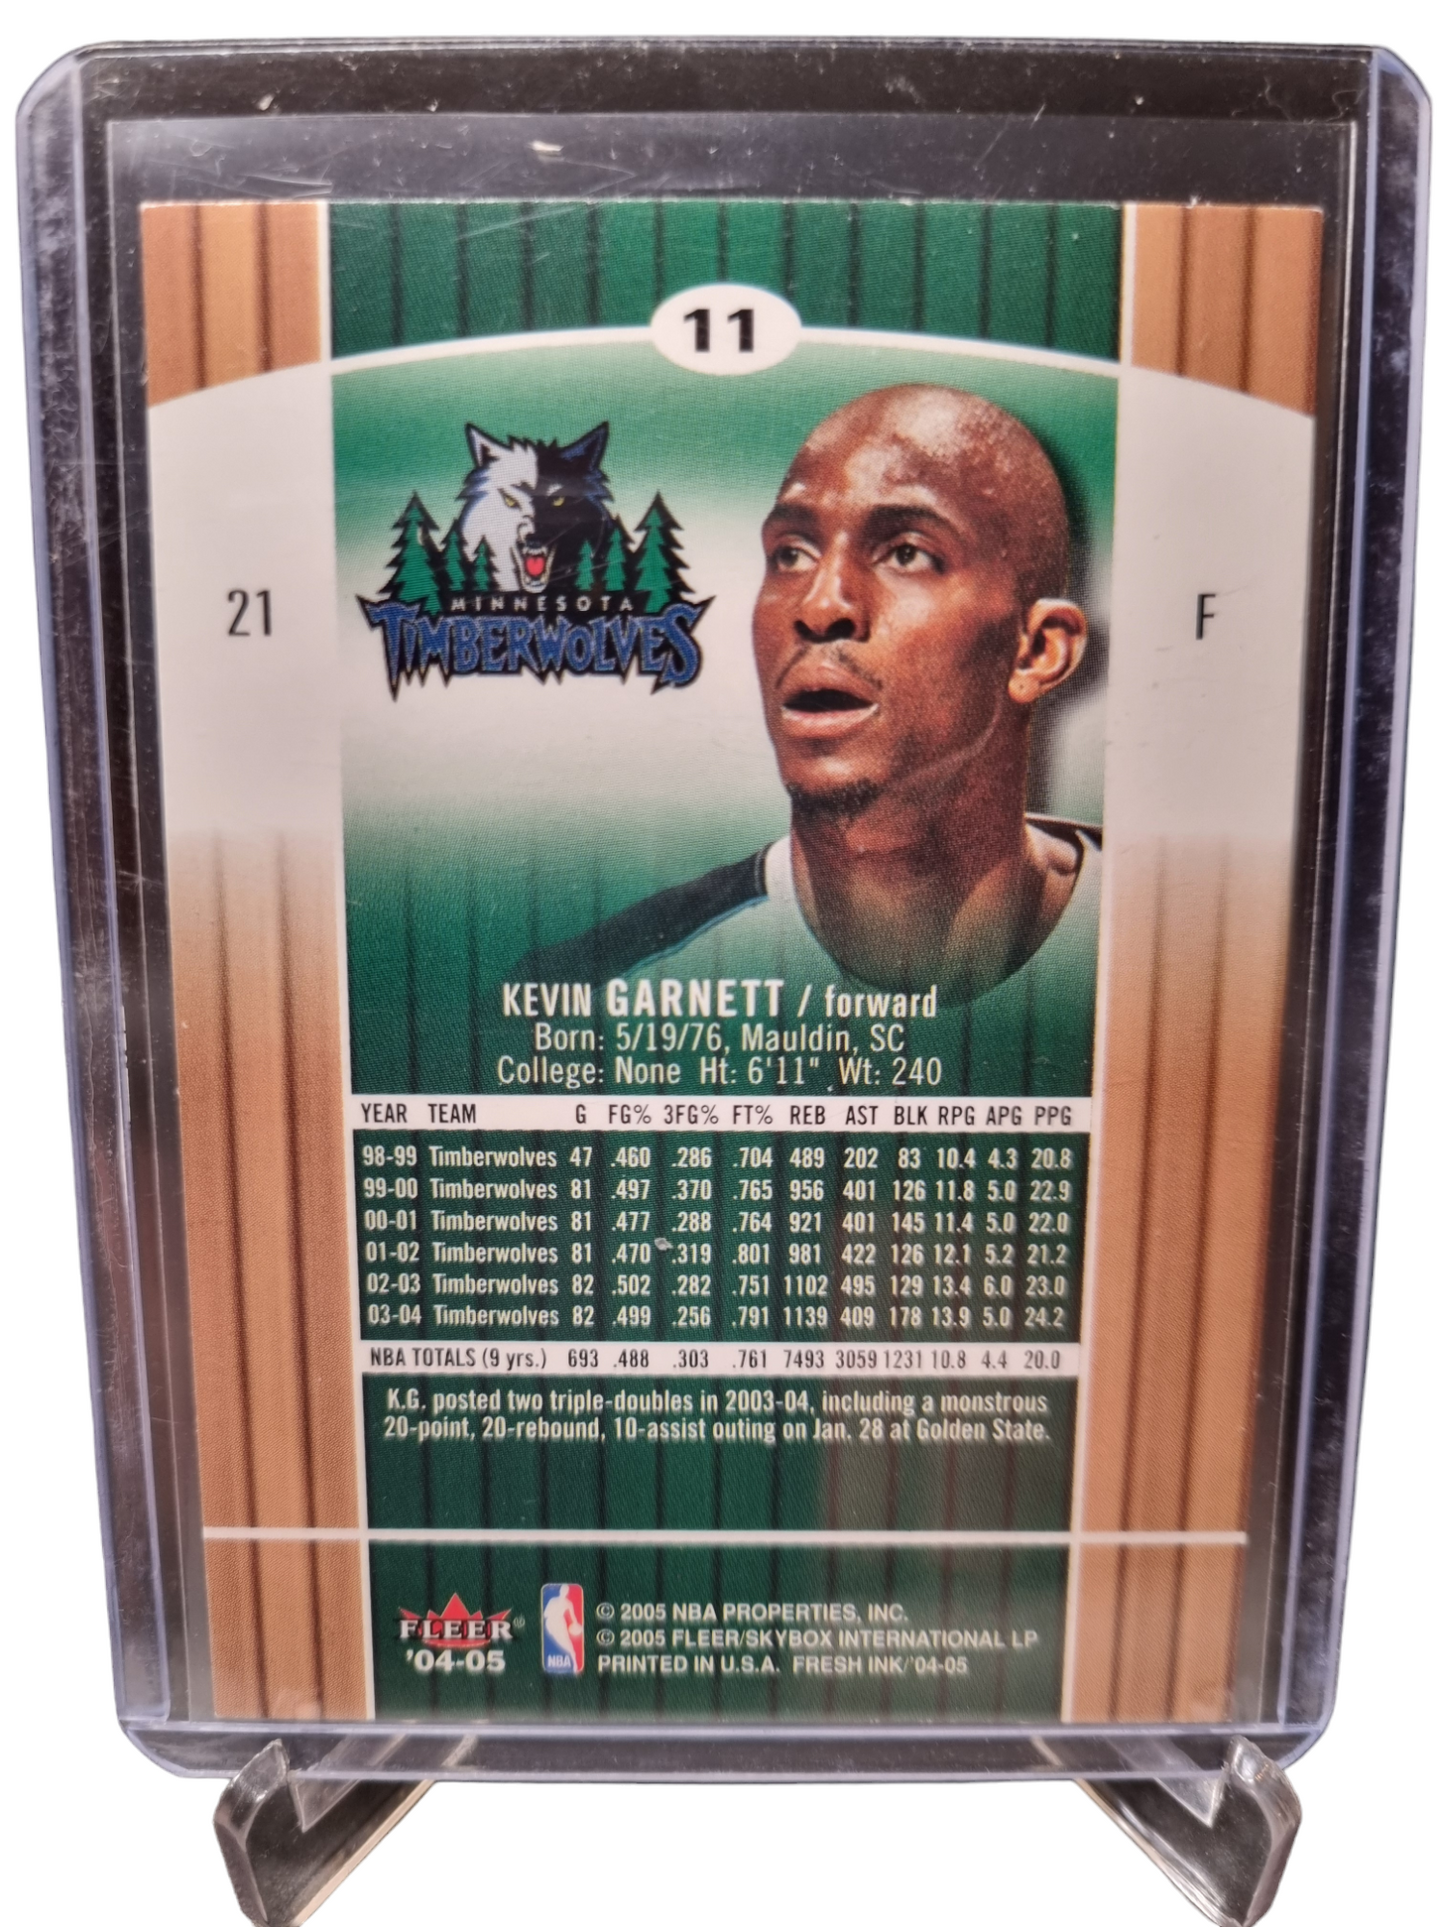 11
MINNESOTA
TIMBERWOLVES
21
F
KEVIN GARNETT / forward
Born: 5/19/76, Mauldin, SC
College: None Ht: 6'11" Wt: 240
YEAR TEAM G FG% 3FG% FT% REB AST BLK RPG APG PPG
98-99 Timberwolves 47 .460 .286 .704 489 202 83 10.4 4.3 20.8
99-00 Timberwolves 81 .497 .370 .765 956 401 126 11.8 5.0 22.9
00-01 Timberwolves 81 .477 .288 .764 921 401 145 11.4 5.0 22.0
01-02 Timberwolves 81 .470 .319 .801 981 422 126 12.1 5.2 21.2
02-03 Timberwolves 82 .502 .282 .751 1102 495 129 13.4 6.0 23.0
03-04 Timberwolves 82 .499 .256 .791 1139 409 178 13.9 5.0 24.2
NBA TOTALS (9 yrs.) 693 .488 .303 .761 7493 3059 1231 10.8 4.4 20.0
K.G. posted two triple-doubles in 2003-04, including a monstrous
20-point, 20-rebound, 10-assist outing on Jan. 28 at Golden State.
FLEER®
'04-05
NBA
© 2005 NBA PROPERTIES, INC.
© 2005 FLEER/SKYBOX INTERNATIONAL LP
PRINTED IN U.S.A. FRESH INK/'04-05